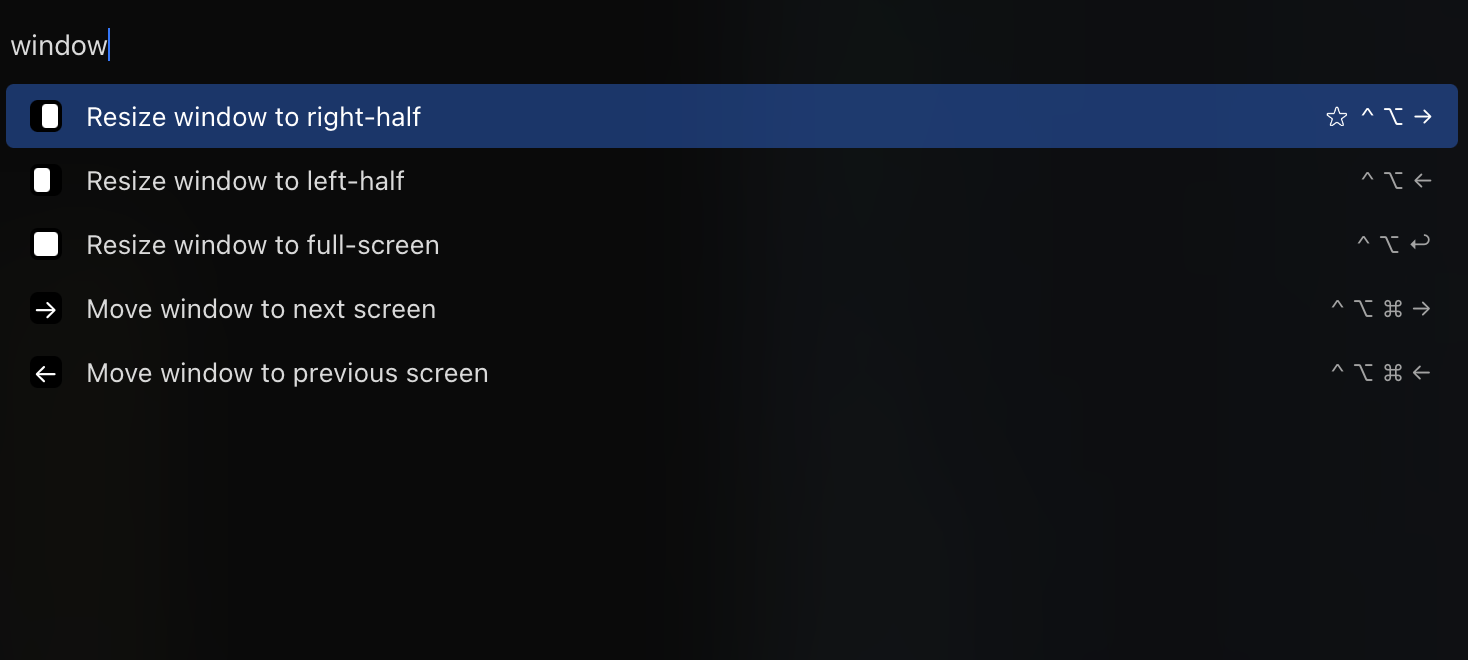 window
Resize window to right-half ☆ ^ ⌥ →
Resize window to left-half ^ ⌥ ←
Resize window to full-screen ^ ⌥ ↩
Move window to next screen ^ ⌥ ⌘ →
Move window to previous screen ^ ⌥ ⌘ ←